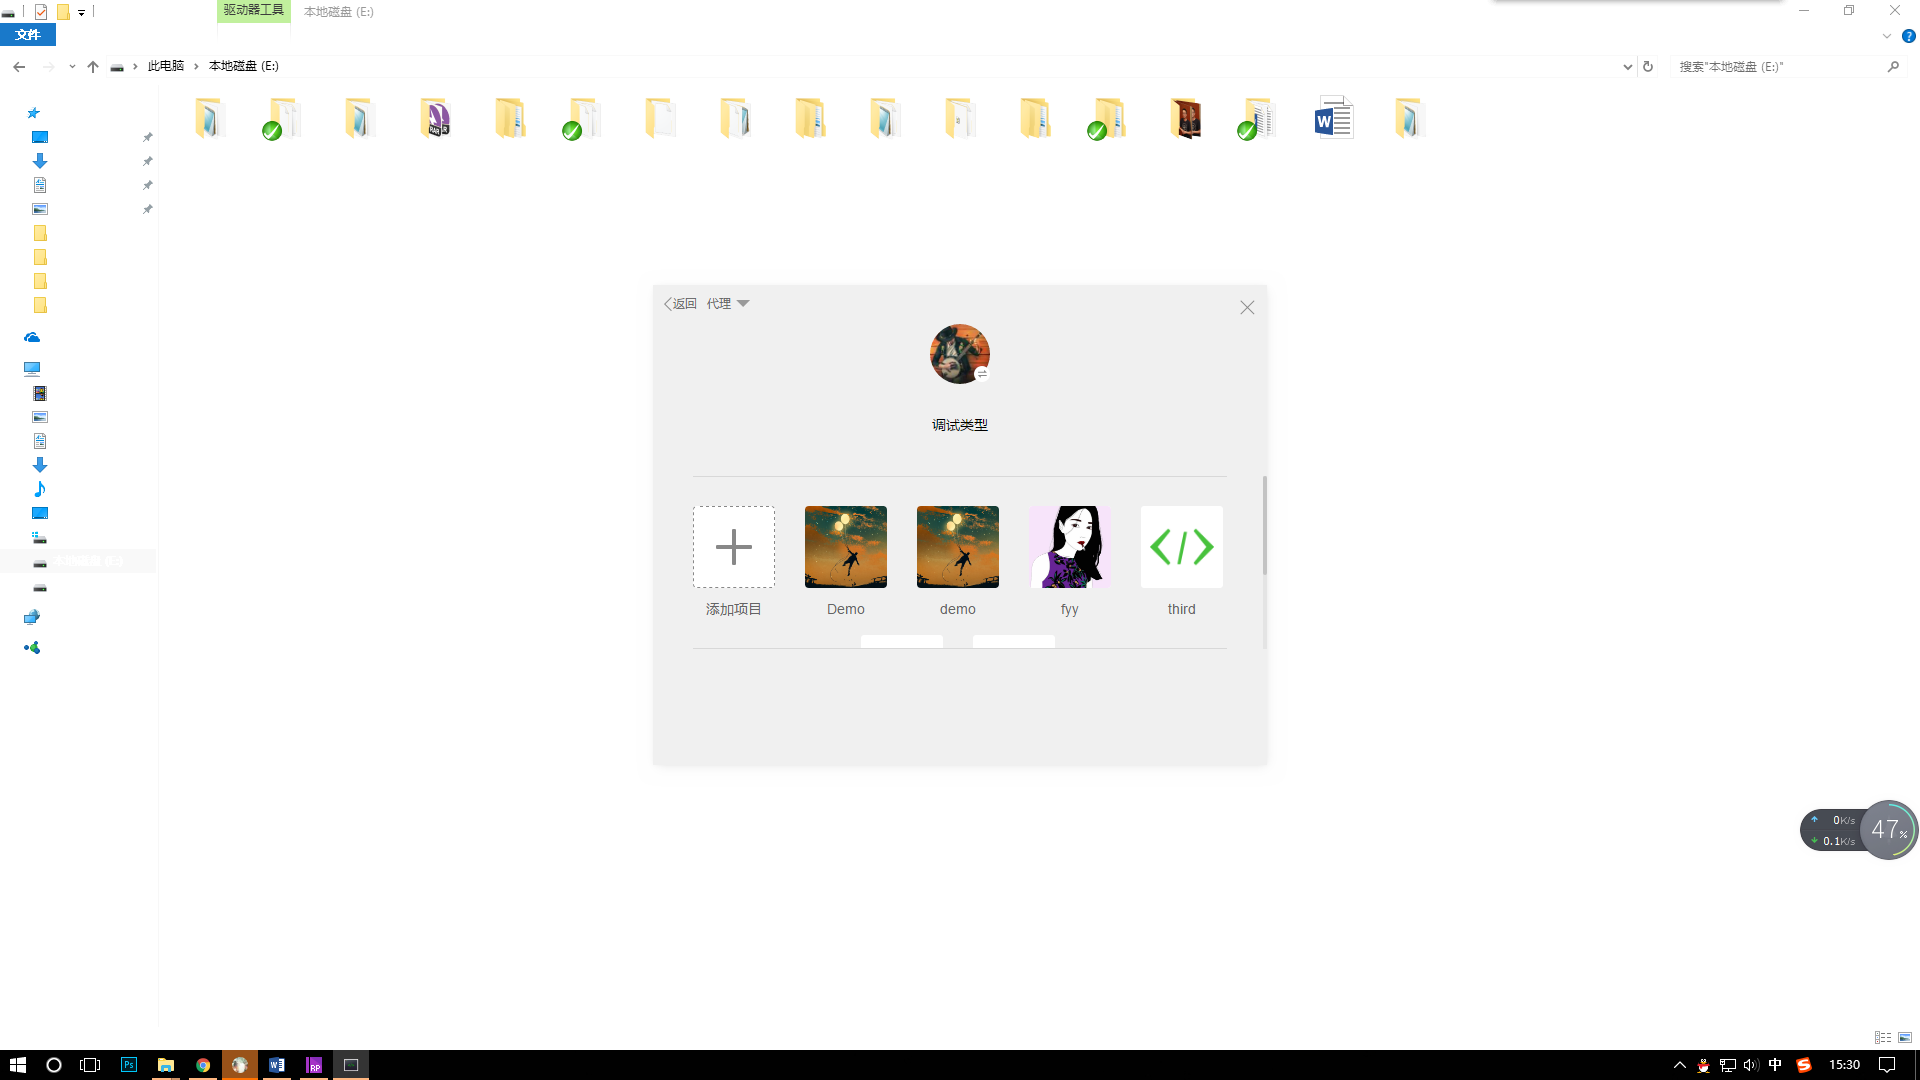 驱动器工具
本地磁盘 (E:)
文件
此电脑
本地磁盘 (E:)
搜索"本地磁盘 (E:)"
W
返回 代理
调试类型
添加项目
Demo
demo
fyy
third
0K/s
0.1K/s
47%
Ps
W
RP
中
S
15:30